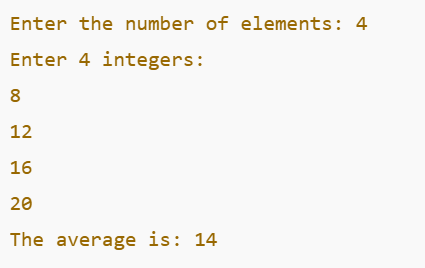 Enter the number of elements: 4
Enter 4 integers:
8
12
16
20
The average is: 14